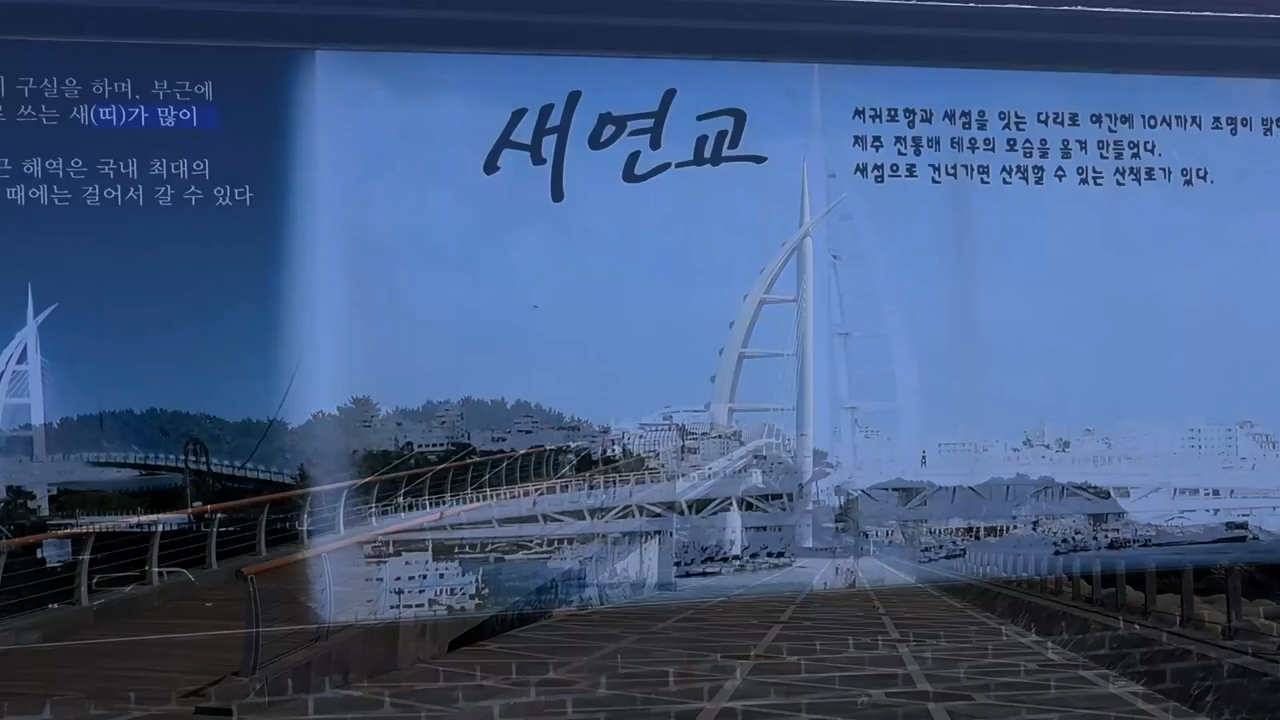 구실을 하며, 부근에
쓰는 새(띠)가 많이
해역은 국내 최대의
때에는 걸어서 갈 수 있다
새연교
서귀포항과 새섬을 잇는 다리로 야간에 10시까지 조명이
제주 전통배 테우의 모습을 옮겨 만들었다.
새섬으로 건너가면 산책할 수 있는 산책로가 있다.